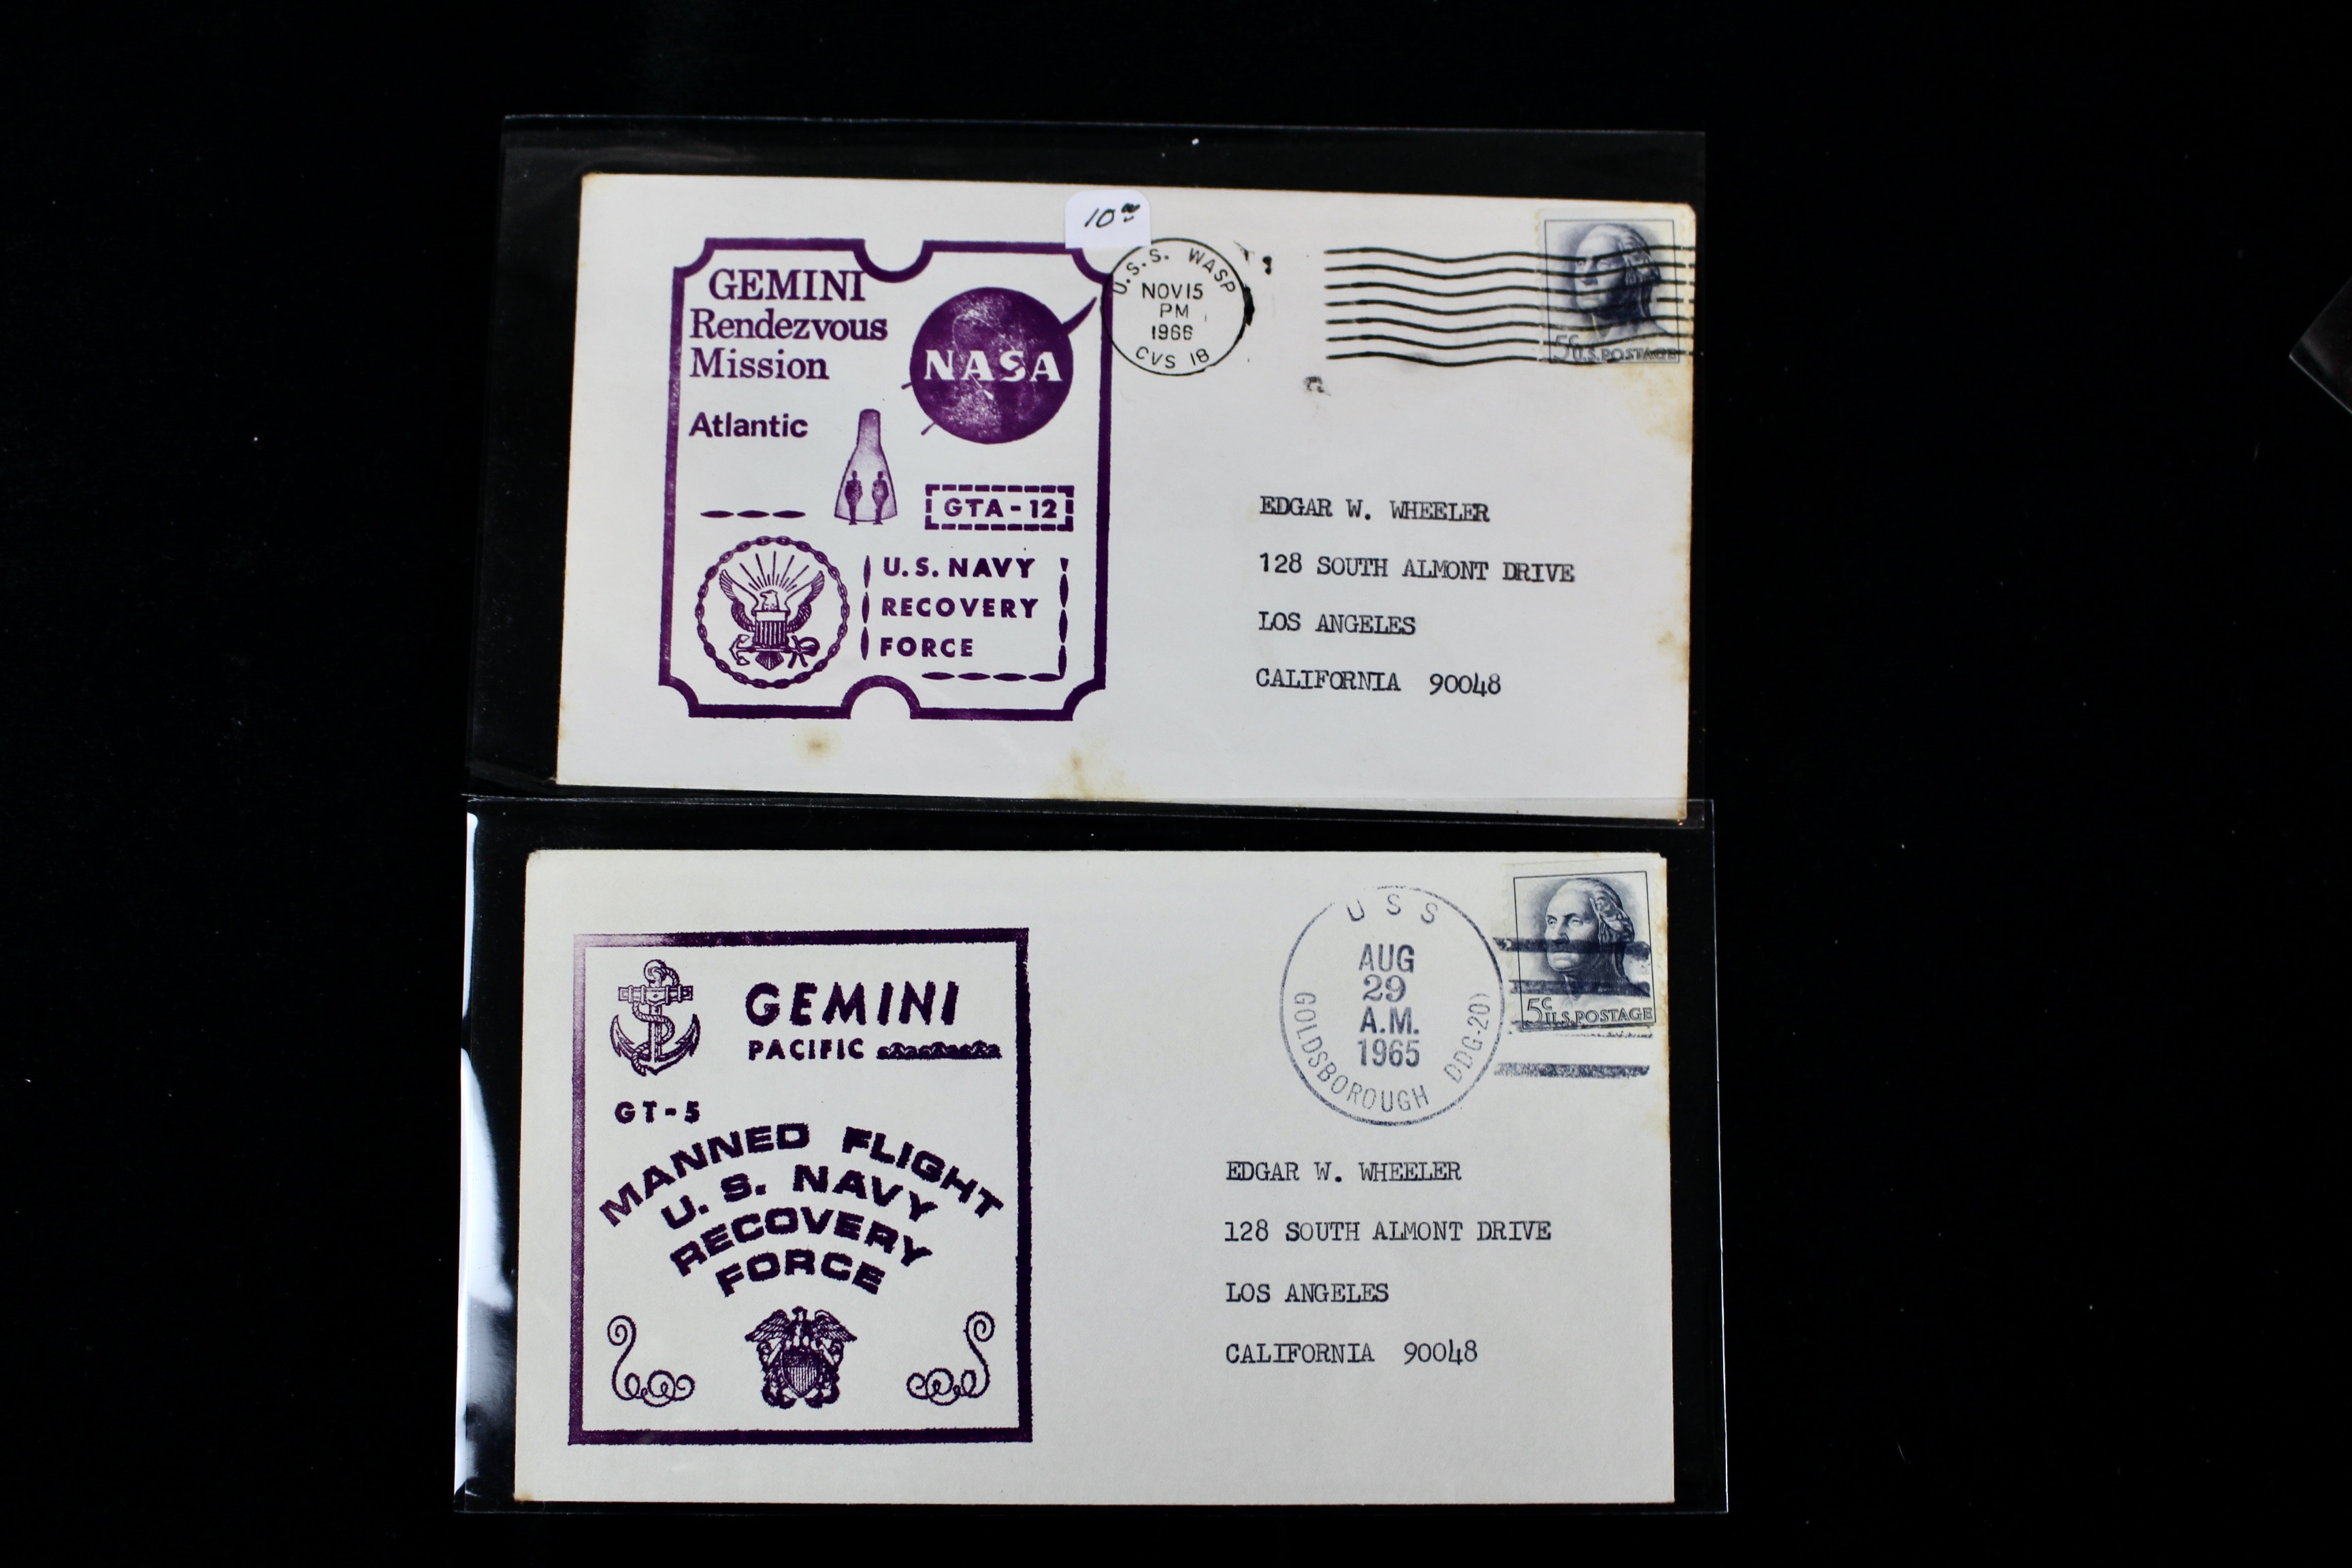 10 00
GEMINI
Rendezvous
Mission
NASA
Atlantic
GTA-12
U.S. NAVY
RECOVERY
FORCE
U.S.S. WASP
NOV 15
PM
1966
CVS 18
5c U.S. POSTAGE
EDGAR W. WHEELER
128 SOUTH ALMONT DRIVE
LOS ANGELES
CALIFORNIA 90048
GEMINI
PACIFIC
GT-5
MANNED FLIGHT
U. S. NAVY
RECOVERY
FORCE
USS
AUG
29
A.M.
1965
GOLDSBOROUGH DDG-20)
5c U.S. POSTAGE
EDGAR W. WHEELER
128 SOUTH ALMONT DRIVE
LOS ANGELES
CALIFORNIA 90048